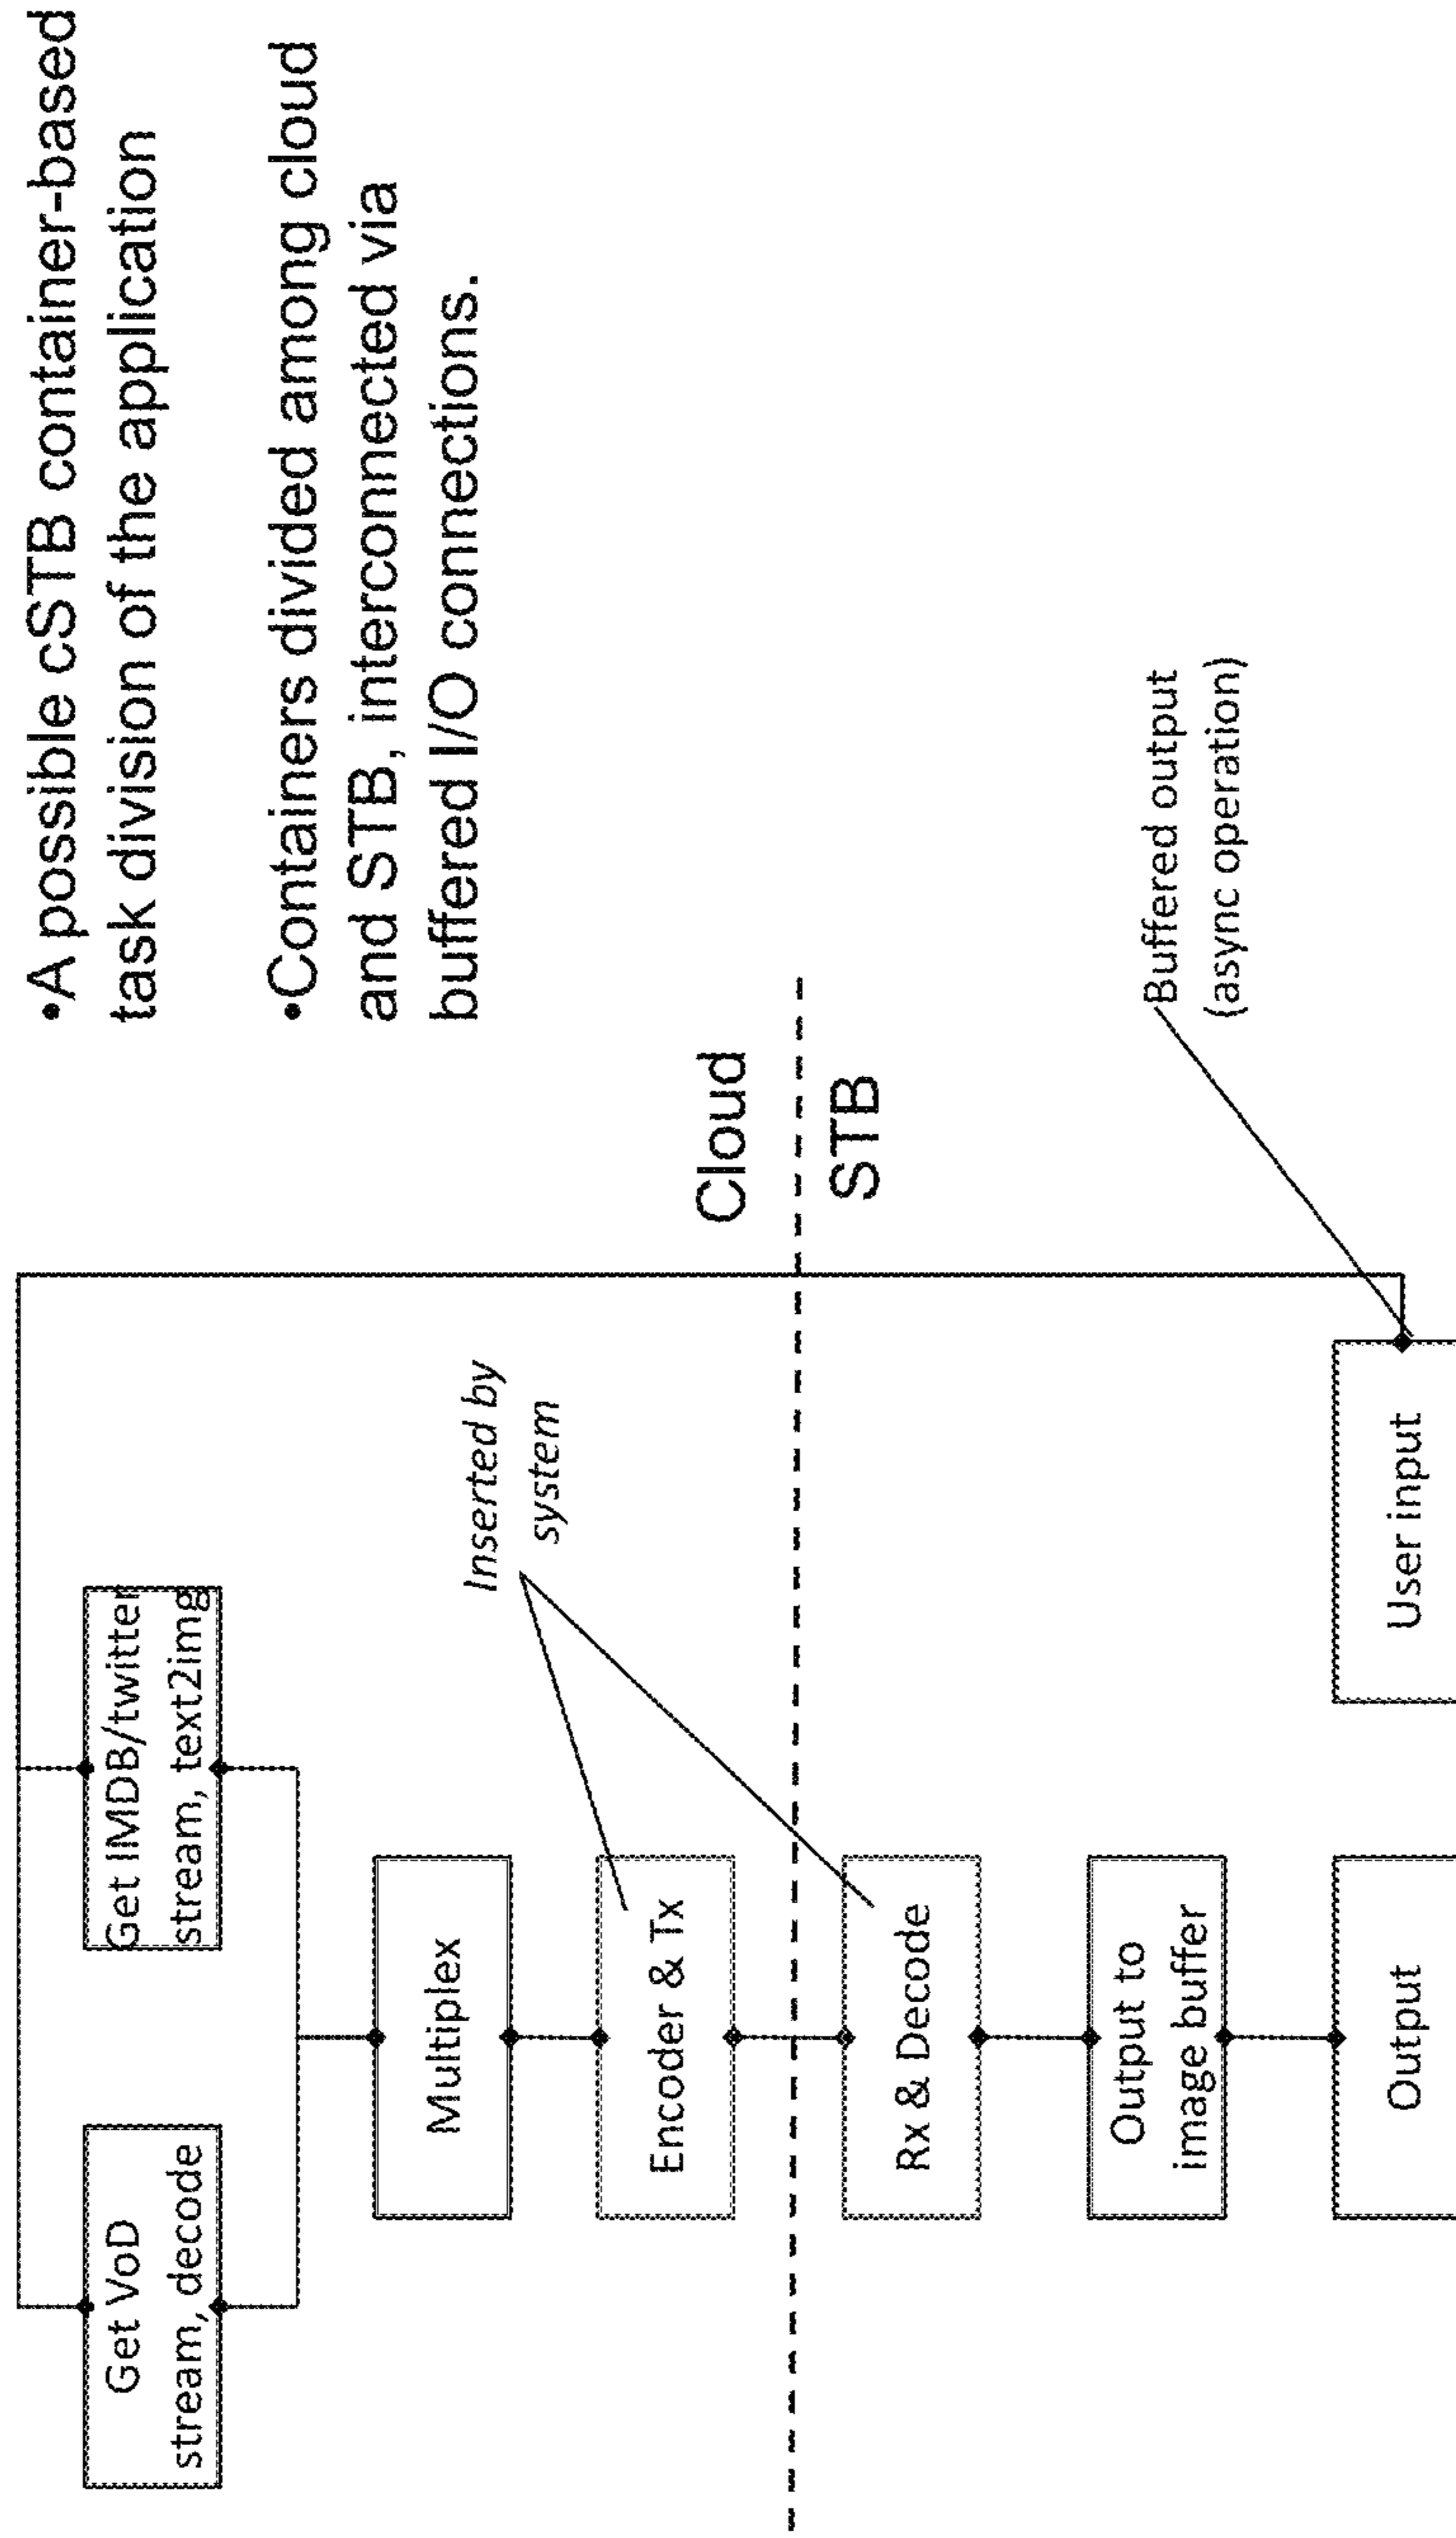 •A possible cSTB container-based
task division of the application
•Containers divided among cloud
and STB, interconnected via
buffered I/O connections.
Get VoD
stream, decode
Get IMDB/twitter
stream, text2img
Multiplex
Inserted by
system
Encoder & Tx
Cloud
STB
Rx & Decode
Output to
image buffer
Buffered output
(async operation)
Output
User input